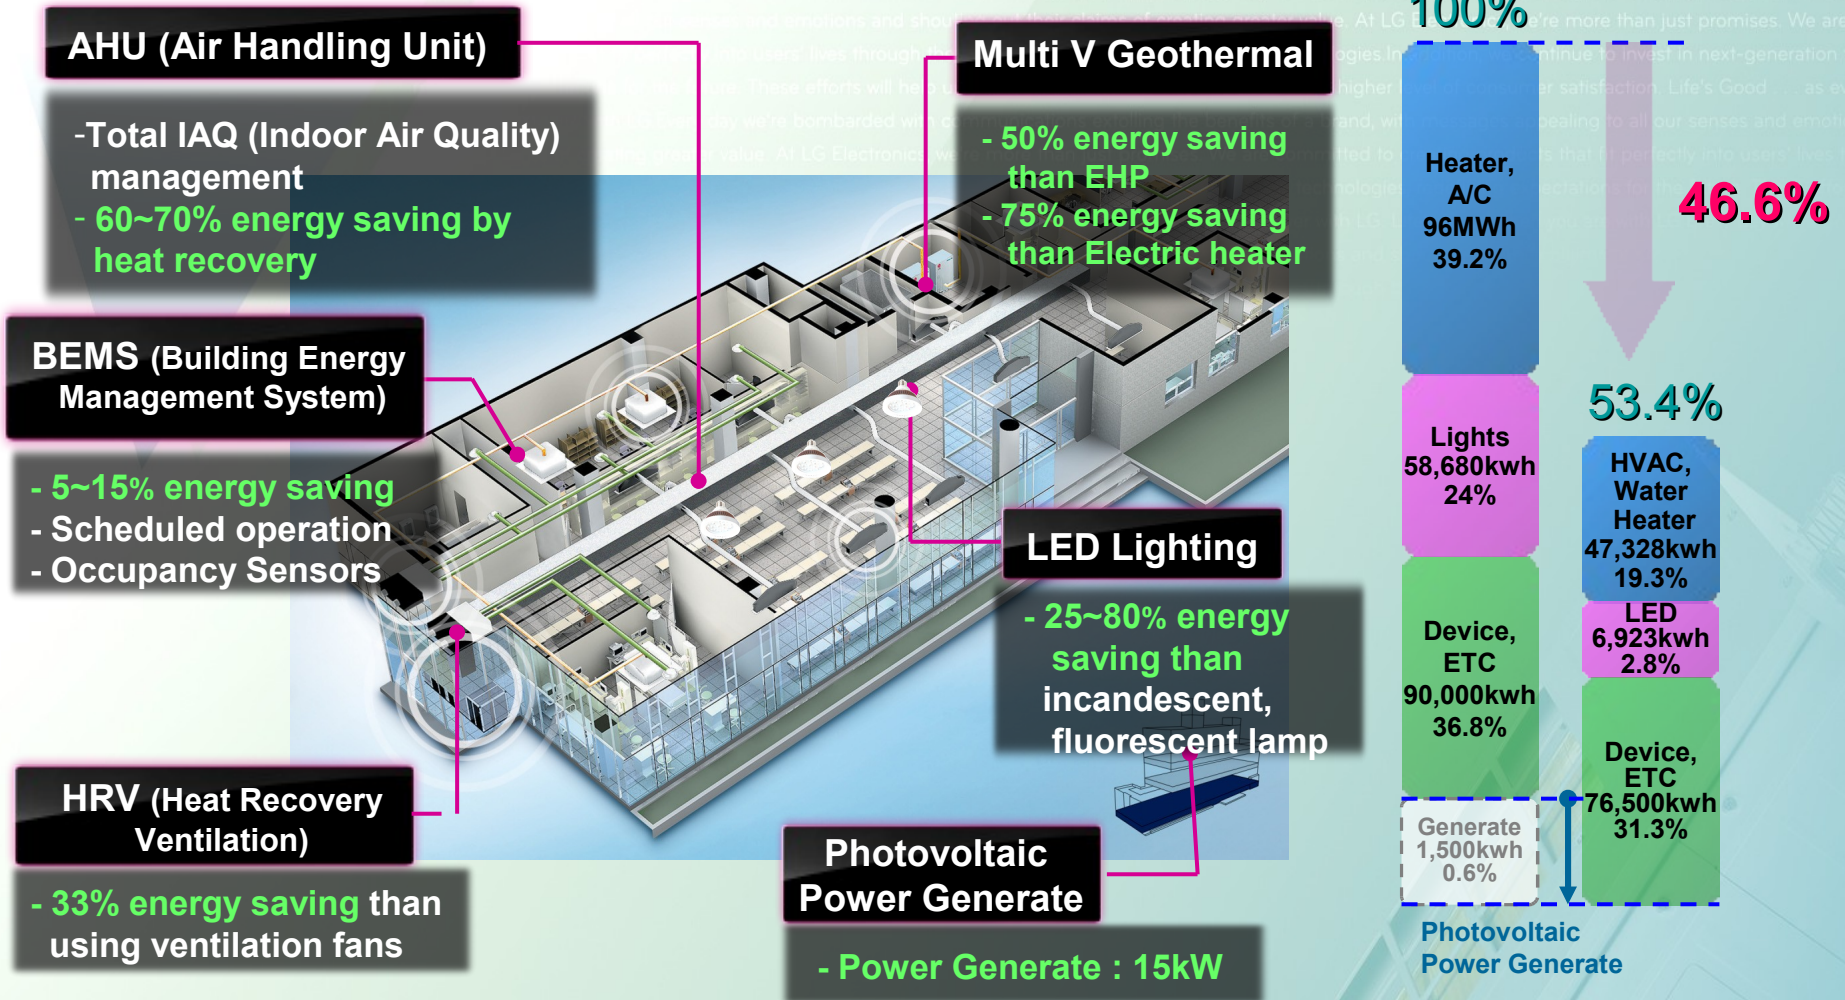 AHU (Air Handling Unit)
-Total IAQ (Indoor Air Quality)
management
- 60~70% energy saving by
heat recovery
BEMS (Building Energy
Management System)
- 5~15% energy saving
- Scheduled operation
- Occupancy Sensors
HRV (Heat Recovery
Ventilation)
- 33% energy saving than
using ventilation fans
Multi V Geothermal
- 50% energy saving
than EHP
- 75% energy saving
than Electric heater
LED Lighting
- 25~80% energy
saving than
incandescent,
fluorescent lamp
Photovoltaic
Power Generate
- Power Generate : 15kW
100%
Heater,
A/C
96MWh
39.2%
Lights
58,680kwh
24%
Device,
ETC
90,000kwh
36.8%
Generate
1,500kwh
0.6%
Photovoltaic
Power Generate
46.6%
53.4%
HVAC,
Water
Heater
47,328kwh
19.3%
LED
6,923kwh
2.8%
Device,
ETC
76,500kwh
31.3%